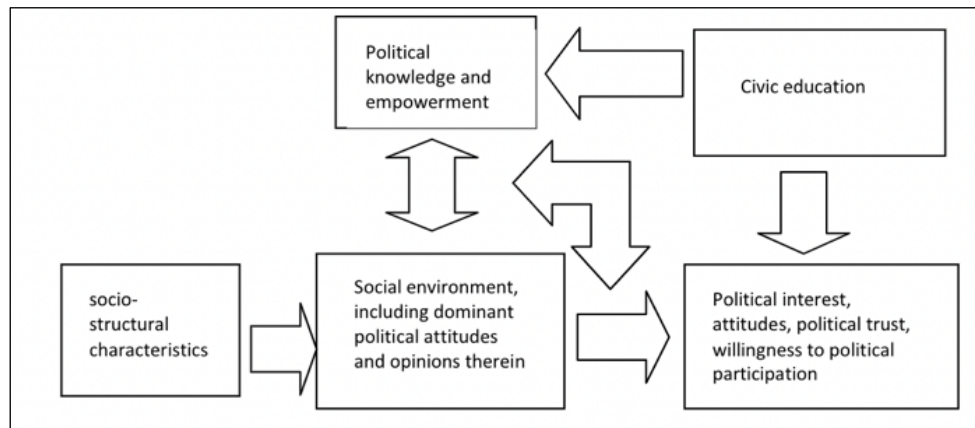 Political
knowledge and
empowerment
Civic education
socio-
structural
characteristics
Social environment,
including dominant
political attitudes
and opinions therein
Political interest,
attitudes, political trust,
willingness to political
participation